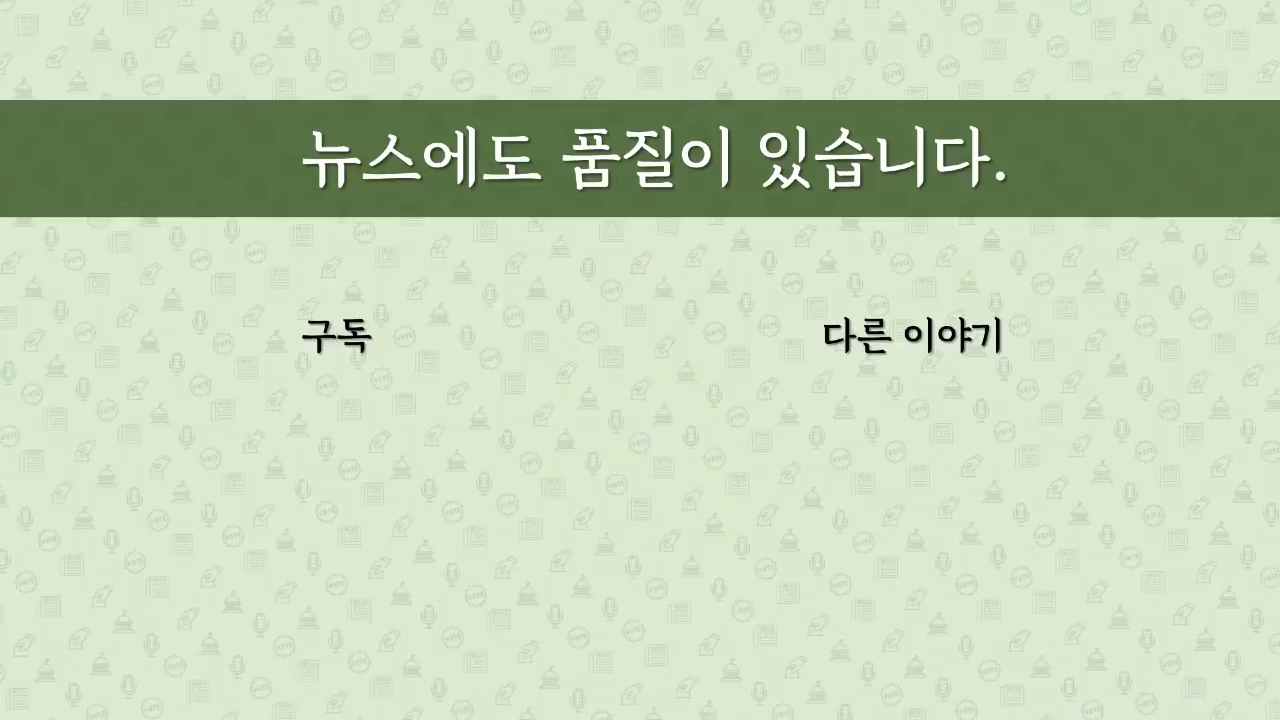 뉴스에도 품질이 있습니다.
구독
다른 이야기